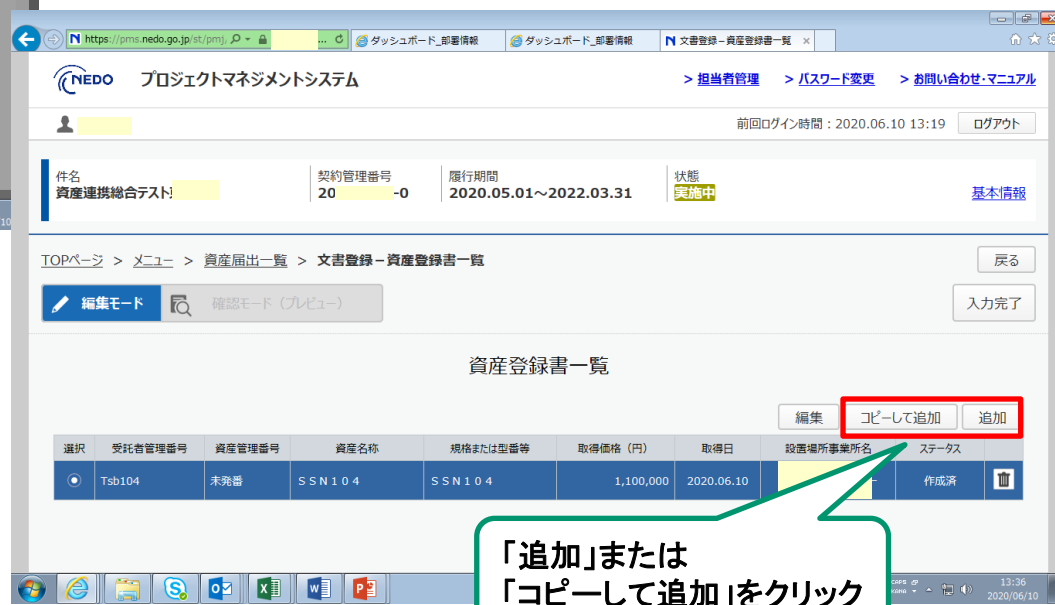 https://pms.nedo.go.jp/st/pmj, ... ダッシュボード_部署情報 ダッシュボード_部署情報 文書登録－資産登録書一覧 ×
NEDO プロジェクトマネジメントシステム > 担当者管理 > パスワード変更 > お問い合わせ・マニュアル
前回ログイン時間：2020.06.10 13:19 ログアウト
件名 契約管理番号 履行期間 状態
資産連携総合テスト 20 -0 2020.05.01～2022.03.31 実施中 基本情報
10
TOPページ > メニュー > 資産届出一覧 > 文書登録－資産登録書一覧 戻る
編集モード 確認モード（プレビュー） 入力完了
資産登録書一覧
編集 コピーして追加 追加
選択 受託者管理番号 資産管理番号 資産名称 規格または型番等 取得価格（円） 取得日 設置場所事業所名 ステータス
Tsb104 未発番 ＳＳＮ１０４ ＳＳＮ１０４ 1,100,000 2020.06.10 作成済
「追加」または
「コピーして追加」をクリック
CAPS
KANA
13:36
2020/06/10